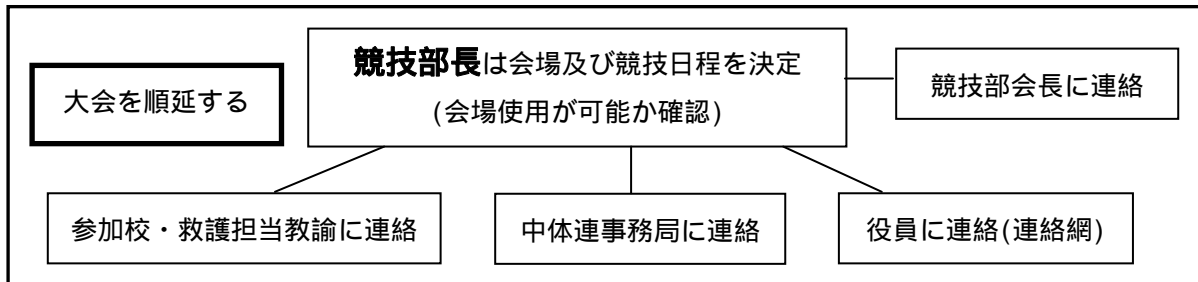 大会を順延する
競技部長は会場及び競技日程を決定
(会場使用が可能か確認)
競技部会長に連絡
参加校・救護担当教諭に連絡
中体連事務局に連絡
役員に連絡(連絡網)